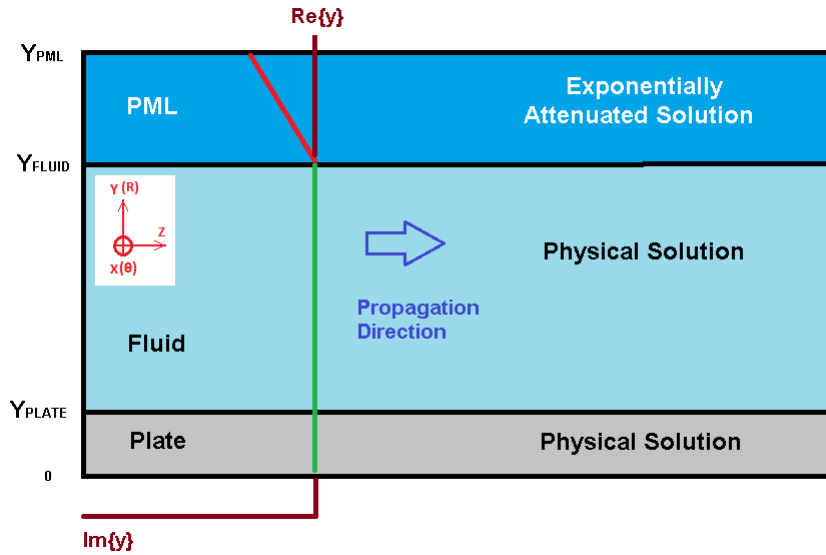 Re{y}
YPML
PML
Exponentially
Attenuated Solution
YFLUID
Y(R)
Z
X(θ)
Physical Solution
Propagation
Direction
Fluid
YPLATE
Plate
Physical Solution
0
Im{y}